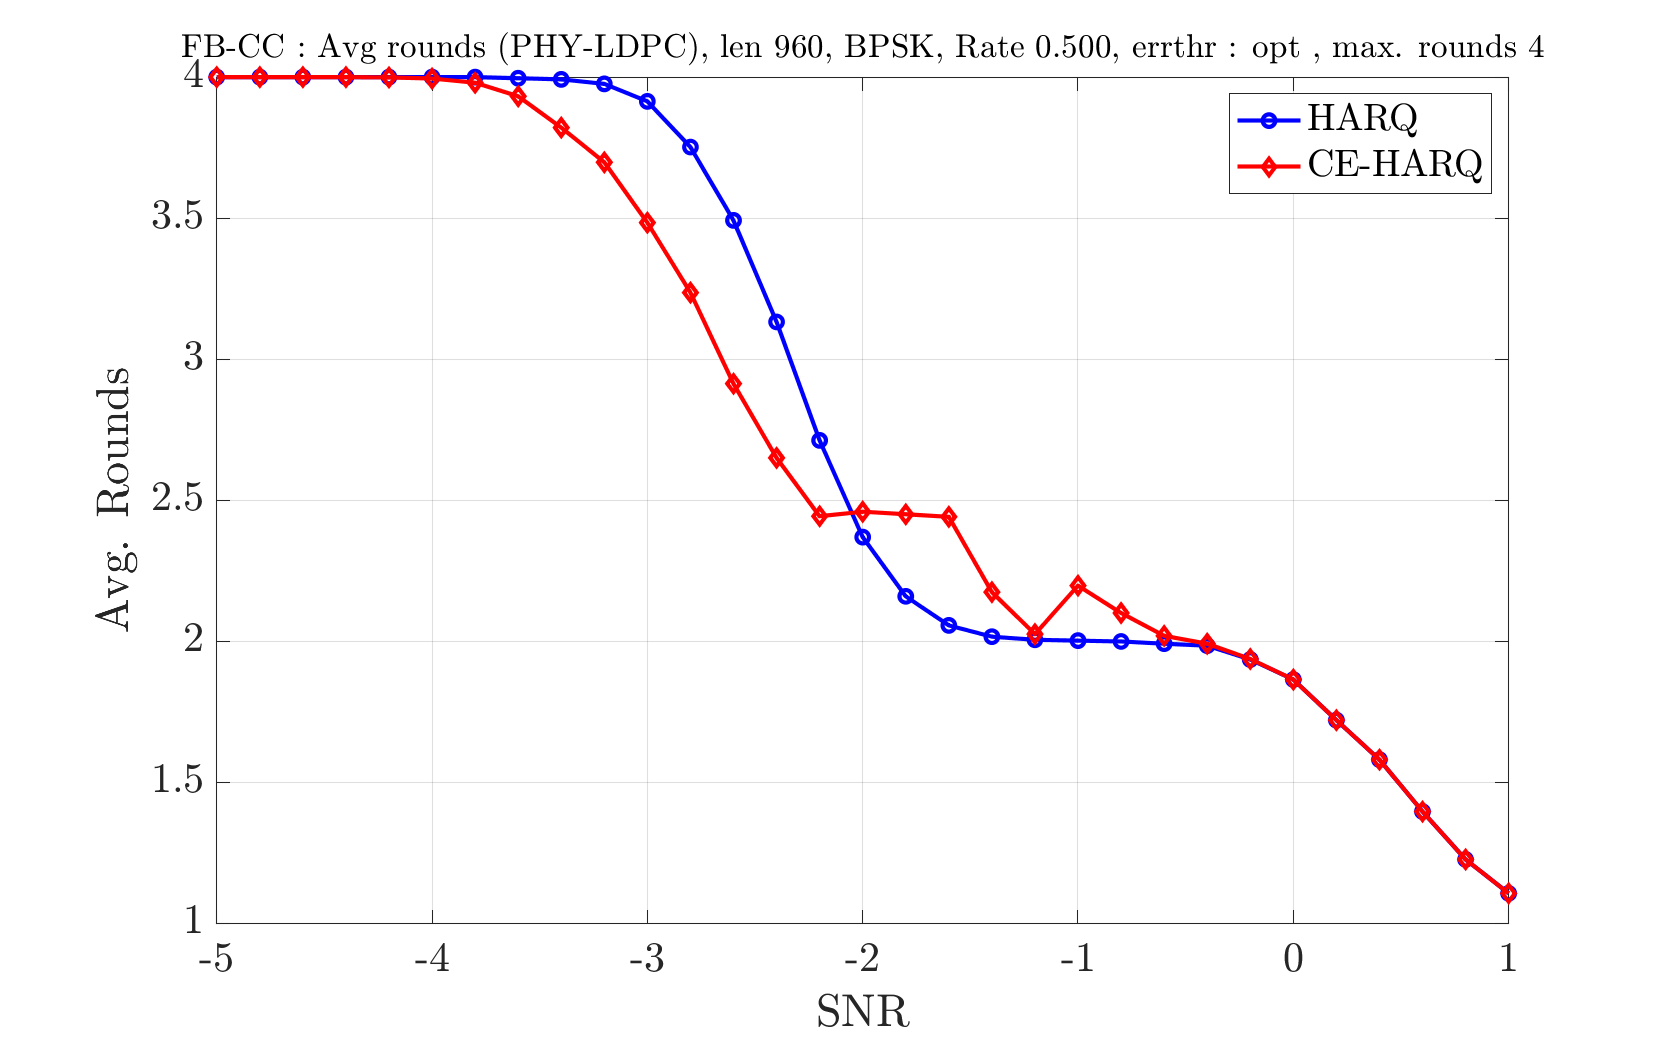 FB-CC : Avg rounds (PHY-LDPC), len 960, BPSK, Rate 0.500, errthr : opt , max. rounds 4
HARQ
CE-HARQ
4
3.5
3
2.5
2
1.5
1
Avg. Rounds
-5 -4 -3 -2 -1 0 1
SNR